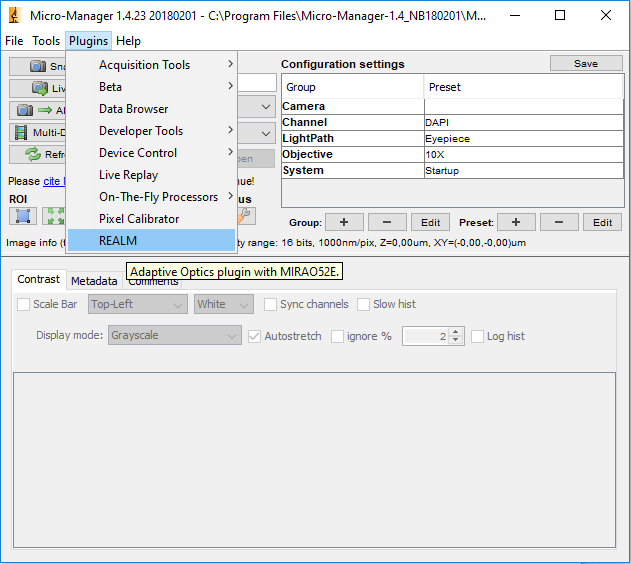 Micro-Manager 1.4.23 20180201 - C:\Program Files\Micro-Manager-1.4_NB180201\M...
File Tools Plugins Help
Sna
Liv
Al
Multi-D
Refre
Acquisition Tools
Beta
Data Browser
Developer Tools
Device Control
Live Replay
On-The-Fly Processors
Pixel Calibrator
REALM
Adaptive Optics plugin with MIRAO52E.
pen
Configuration settings Save
Group Preset
Camera
Channel DAPI
LightPath Eyepiece
Objective 10X
System Startup
Please cite ue!
ROI us
Group: + − Edit Preset: + − Edit
Image info (f y range: 16 bits, 1000nm/pix, Z=0,00um, XY=(-0,00,-0,00)um
Contrast Metadata Comments
Scale Bar Top-Left White Sync channels Slow hist
Display mode: Grayscale Autostretch ignore % 2 Log hist